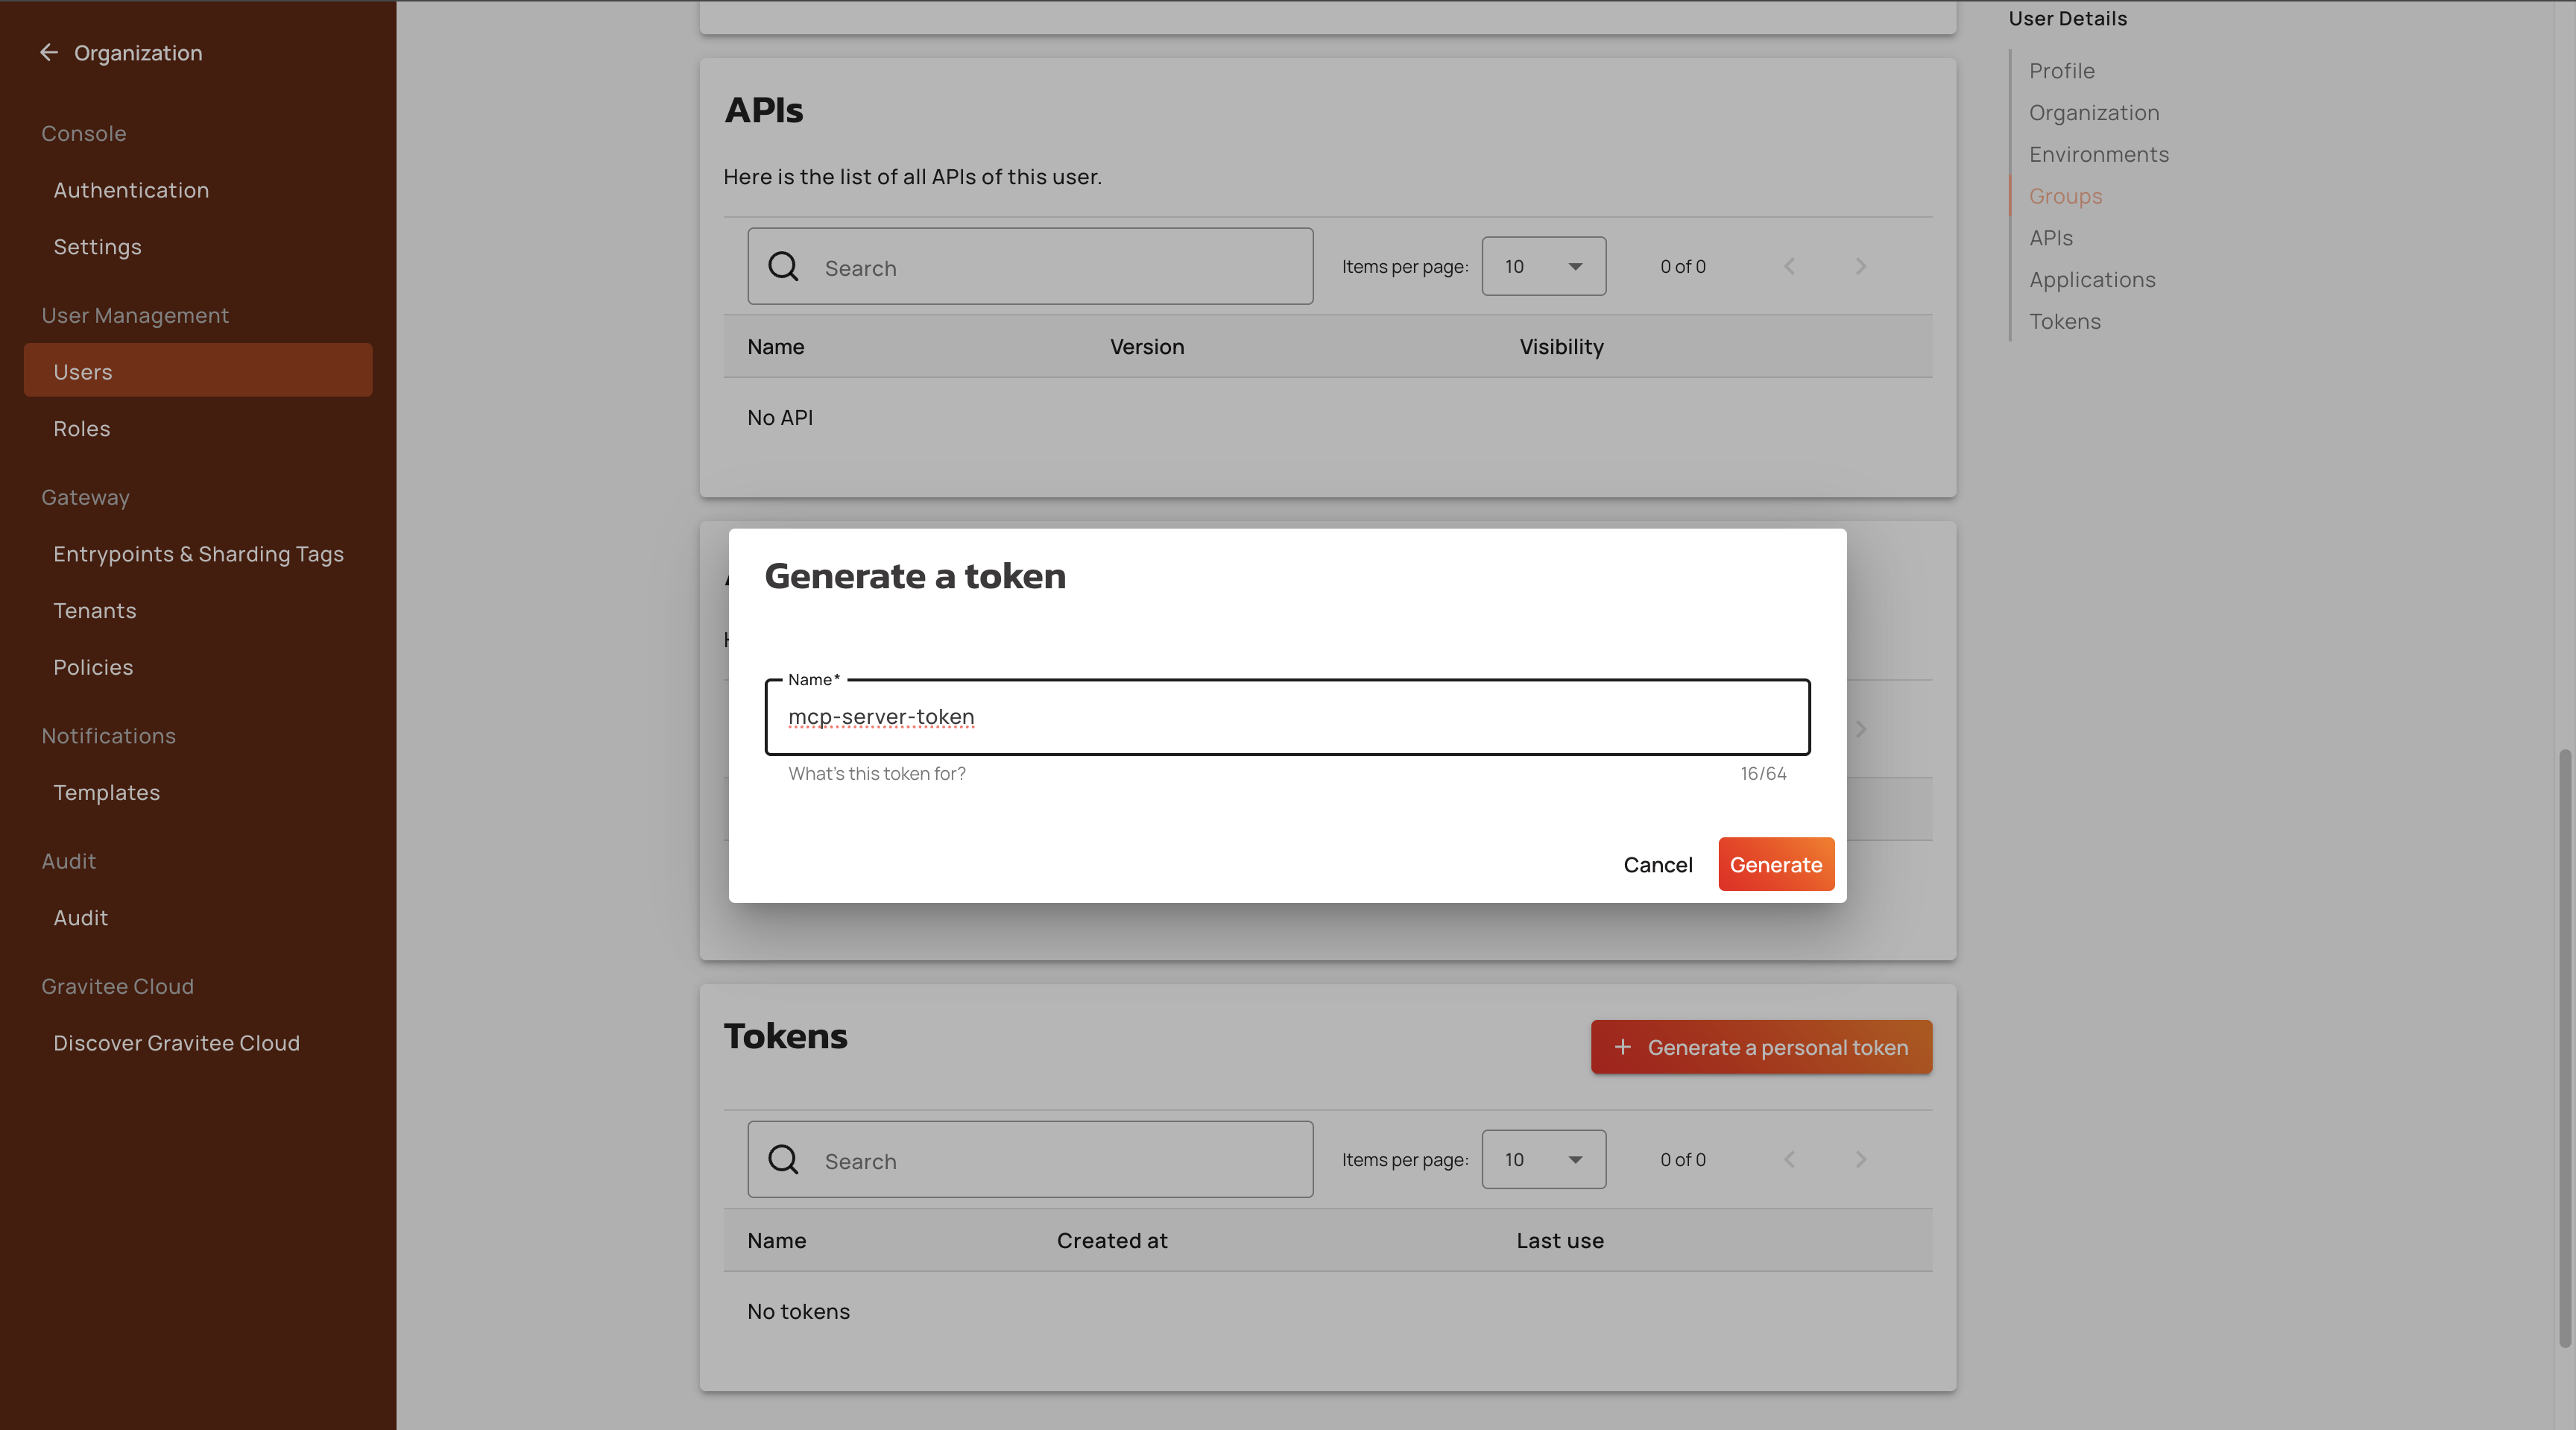 Organization
Console
Authentication
Settings
User Management
Users
Roles
Gateway
Entrypoints & Sharding Tags
Tenants
Policies
Notifications
Templates
Audit
Audit
Gravitee Cloud
Discover Gravitee Cloud
APIs
Here is the list of all APIs of this user.
Search
Items per page: 10 0 of 0
Name Version Visibility
No API
Generate a token
Name*
mcp-server-token
What's this token for? 16/64
Cancel Generate
Tokens
+ Generate a personal token
Search
Items per page: 10 0 of 0
Name Created at Last use
No tokens
User Details
Profile
Organization
Environments
Groups
APIs
Applications
Tokens